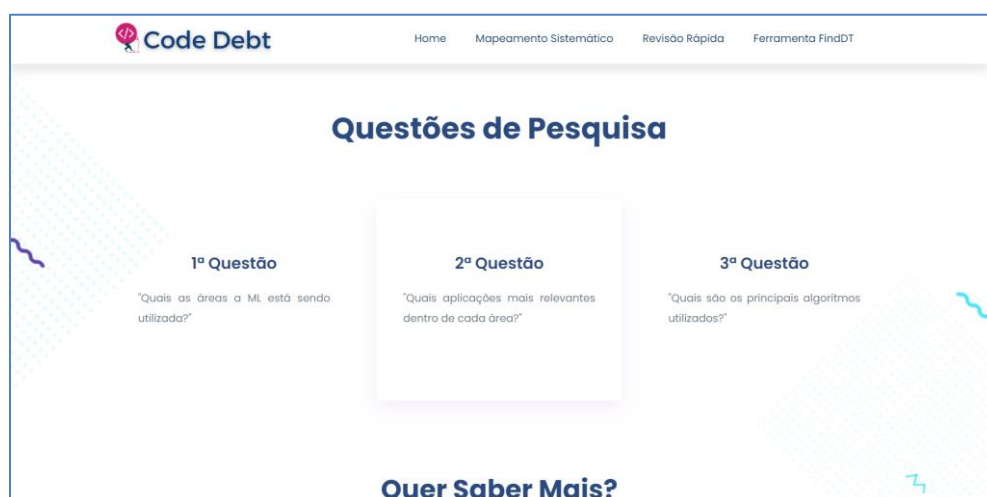 Code Debt
Home Mapeamento Sistemático Revisão Rápida Ferramenta FindDT
Questões de Pesquisa
1ª Questão
"Quais as áreas a ML está sendo
utilizada?"
2ª Questão
"Quais aplicações mais relevantes
dentro de cada área?"
3ª Questão
"Quais são os principais algoritmos
utilizados?"
Quer Saber Mais?